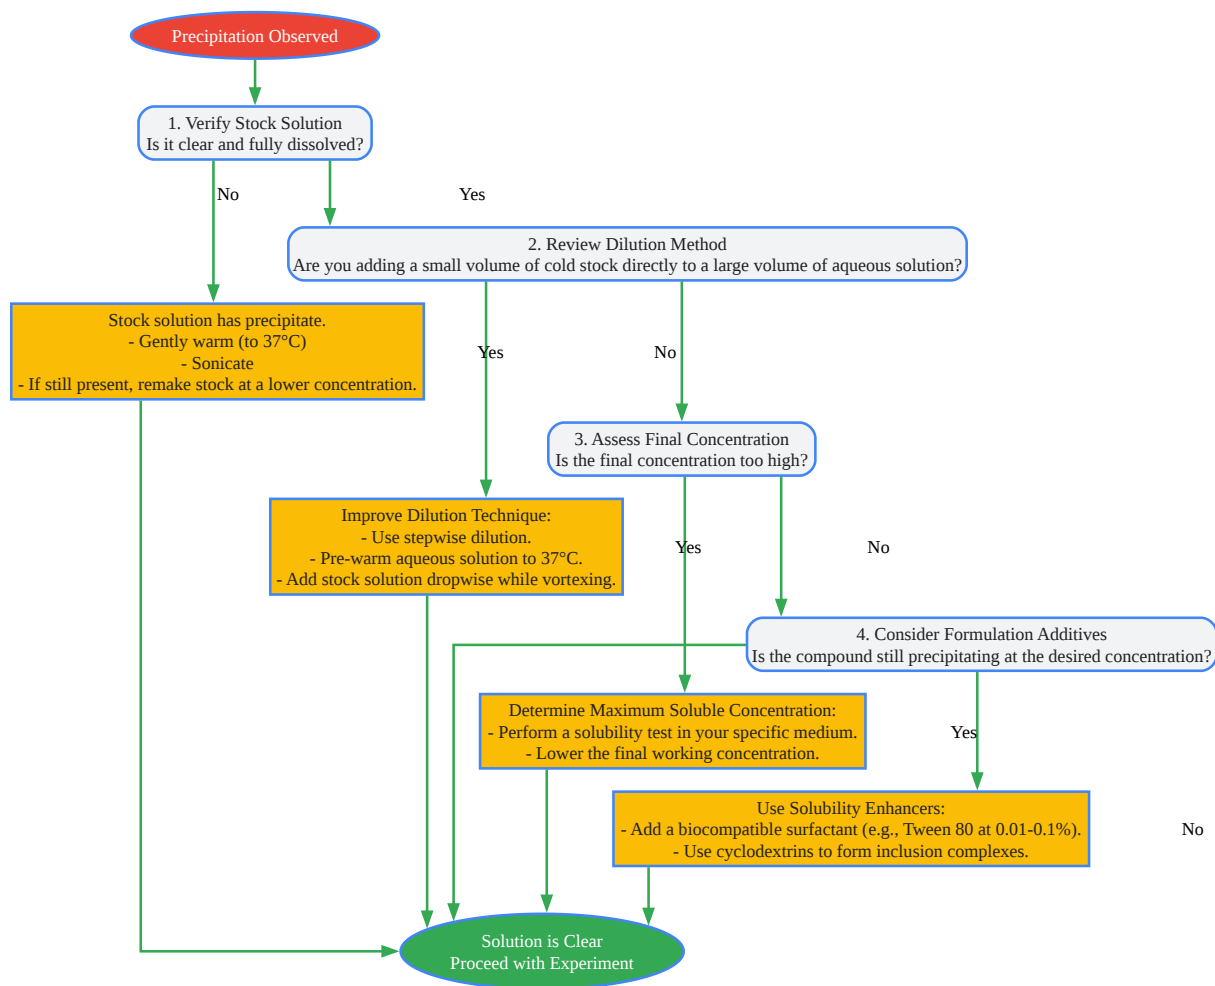 Precipitation Observed
1. Verify Stock Solution
Is it clear and fully dissolved?
No
Yes
2. Review Dilution Method
Are you adding a small volume of cold stock directly to a large volume of aqueous solution?
Stock solution has precipitate.
- Gently warm (to 37°C)
- Sonicate
- If still present, remake stock at a lower concentration.
Yes
No
3. Assess Final Concentration
Is the final concentration too high?
Improve Dilution Technique:
- Use stepwise dilution.
- Pre-warm aqueous solution to 37°C.
- Add stock solution dropwise while vortexing.
Yes
No
4. Consider Formulation Additives
Is the compound still precipitating at the desired concentration?
Determine Maximum Soluble Concentration:
- Perform a solubility test in your specific medium.
- Lower the final working concentration.
Yes
Use Solubility Enhancers:
- Add a biocompatible surfactant (e.g., Tween 80 at 0.01-0.1%).
- Use cyclodextrins to form inclusion complexes.
No
Solution is Clear
Proceed with Experiment